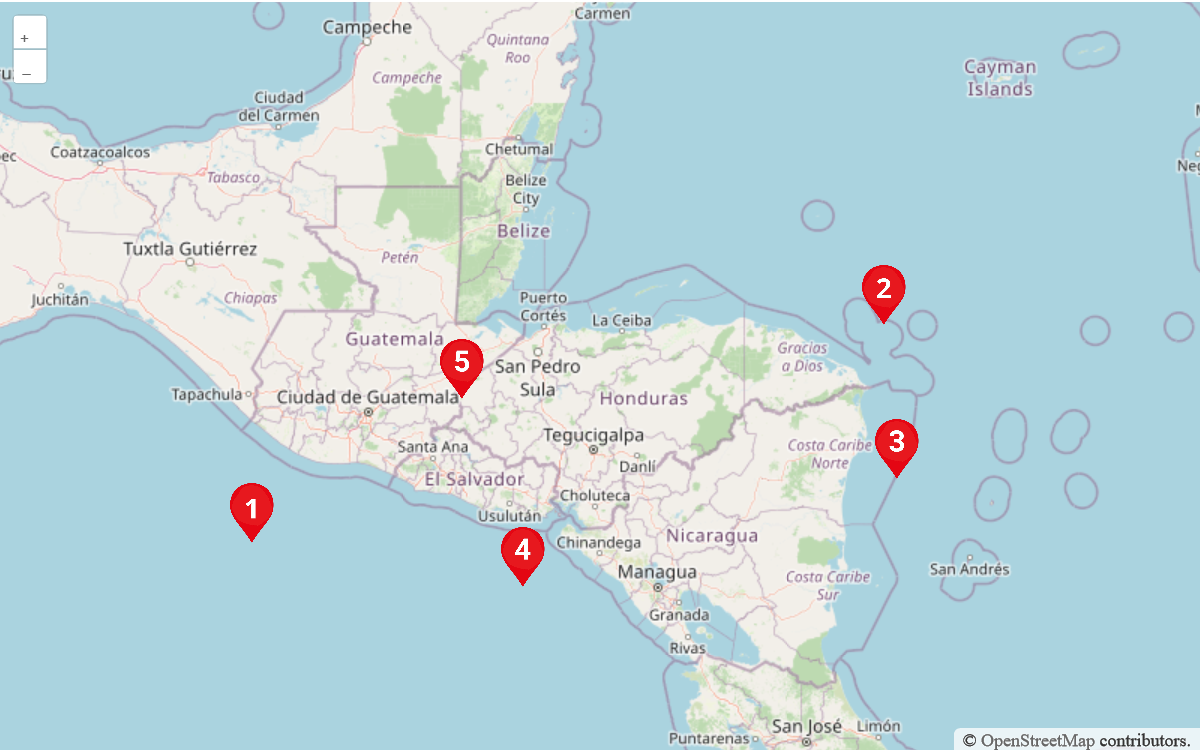 +
−
Carmen
Campeche
Quintana
Roo
Campeche
Cayman
Islands
Ciudad
del Carmen
Coatzacoalcos
Chetumal
Tabasco
Belize
City
Belize
Tuxtla Gutiérrez
Petén
Juchitán
Chiapas
Puerto
Cortés
La Ceiba
2
Guatemala
Gracias
a Dios
5
San Pedro
Sula
Tapachula
Ciudad de Guatemala
Honduras
Tegucigalpa
Santa Ana
Costa Caribe
Norte
3
Danlí
El Salvador
Choluteca
1
Usulután
Nicaragua
4
Chinandega
Managua
San Andrés
Costa Caribe
Sur
Granada
Rivas
San José
Limón
Puntarenas
© OpenStreetMap contributors.